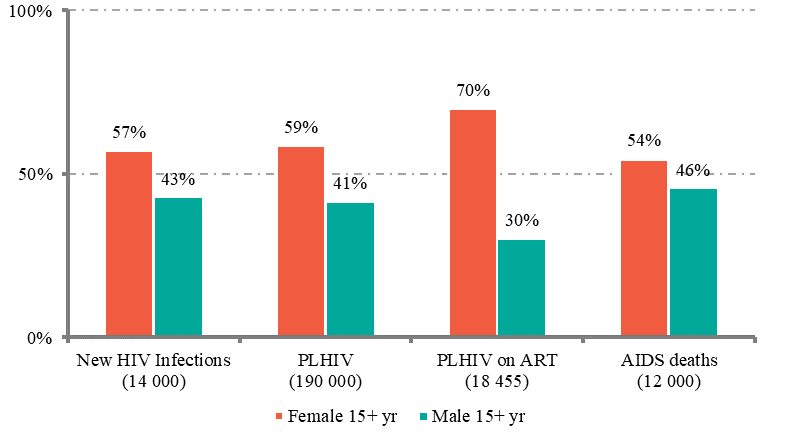 100%
70%
57%
59%
54%
46%
50%
43%
41%
30%
0%
New HIV Infections
(14 000)
PLHIV
(190 000)
PLHIV on ART
(18 455)
AIDS deaths
(12 000)
Female 15+ yr
Male 15+ yr